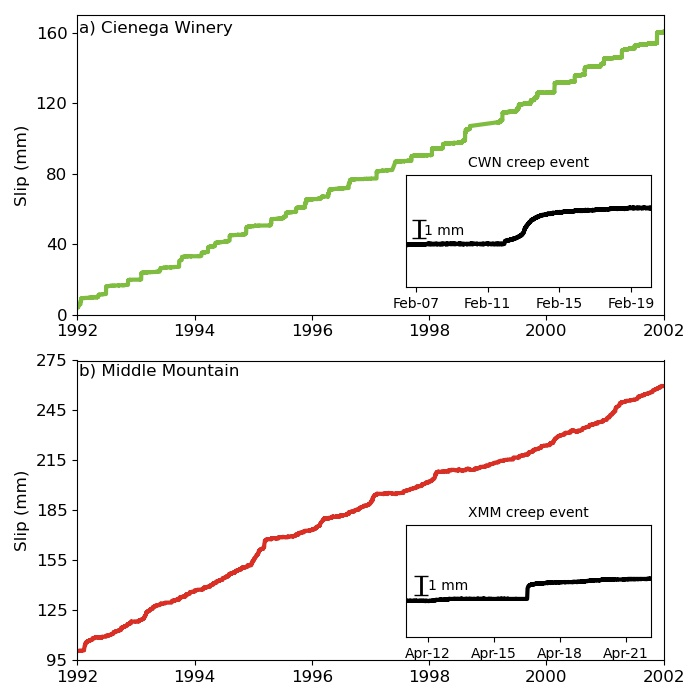 a) Cienega Winery
160
120
80
40
0
Slip (mm)
CWN creep event
1 mm
Feb-07 Feb-11 Feb-15 Feb-19
1992 1994 1996 1998 2000 2002
b) Middle Mountain
275
245
215
185
155
125
95
Slip (mm)
XMM creep event
1 mm
Apr-12 Apr-15 Apr-18 Apr-21
1992 1994 1996 1998 2000 2002